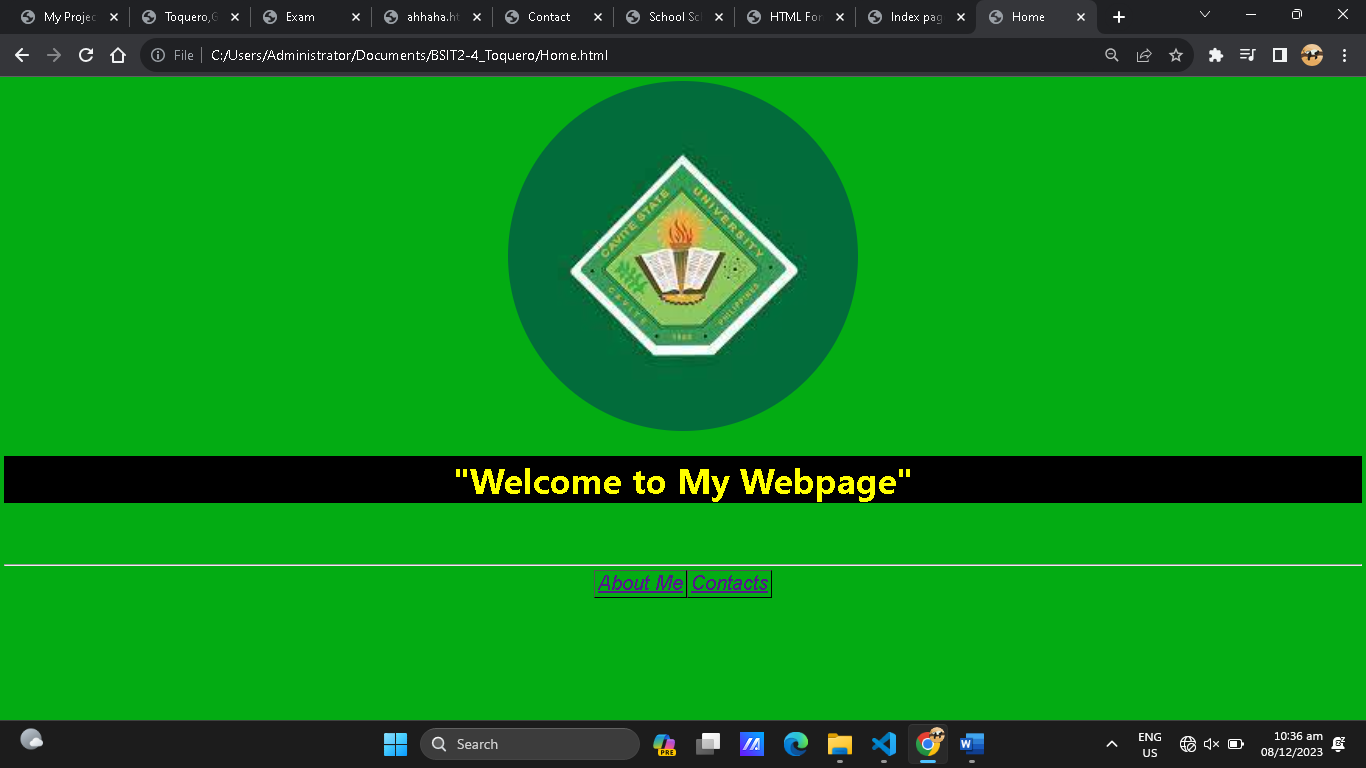 My Projec
Toquero,G
Exam
ahhaha.ht
Contact
School Sc
HTML For
Index pag
Home
File
C:/Users/Administrator/Documents/BSIT2-4_Toquero/Home.html
CAVITE STATE UNIVERSITY
CAVITE
PHILIPPINES
"Welcome to My Webpage"
About Me Contacts
Search
PRE
ENG
US
10:36 am
08/12/2023